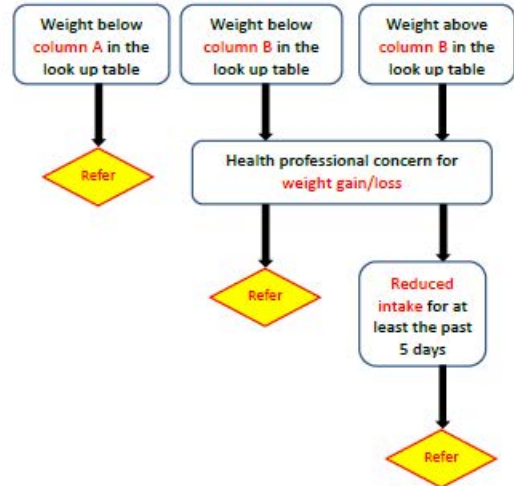 Weight below
column A in the
look up table
Weight below
column B in the
look up table
Weight above
column B in the
look up table
Refer
Health professional concern for
weight gain/loss
Refer
Reduced
intake for at
least the past
5 days
Refer